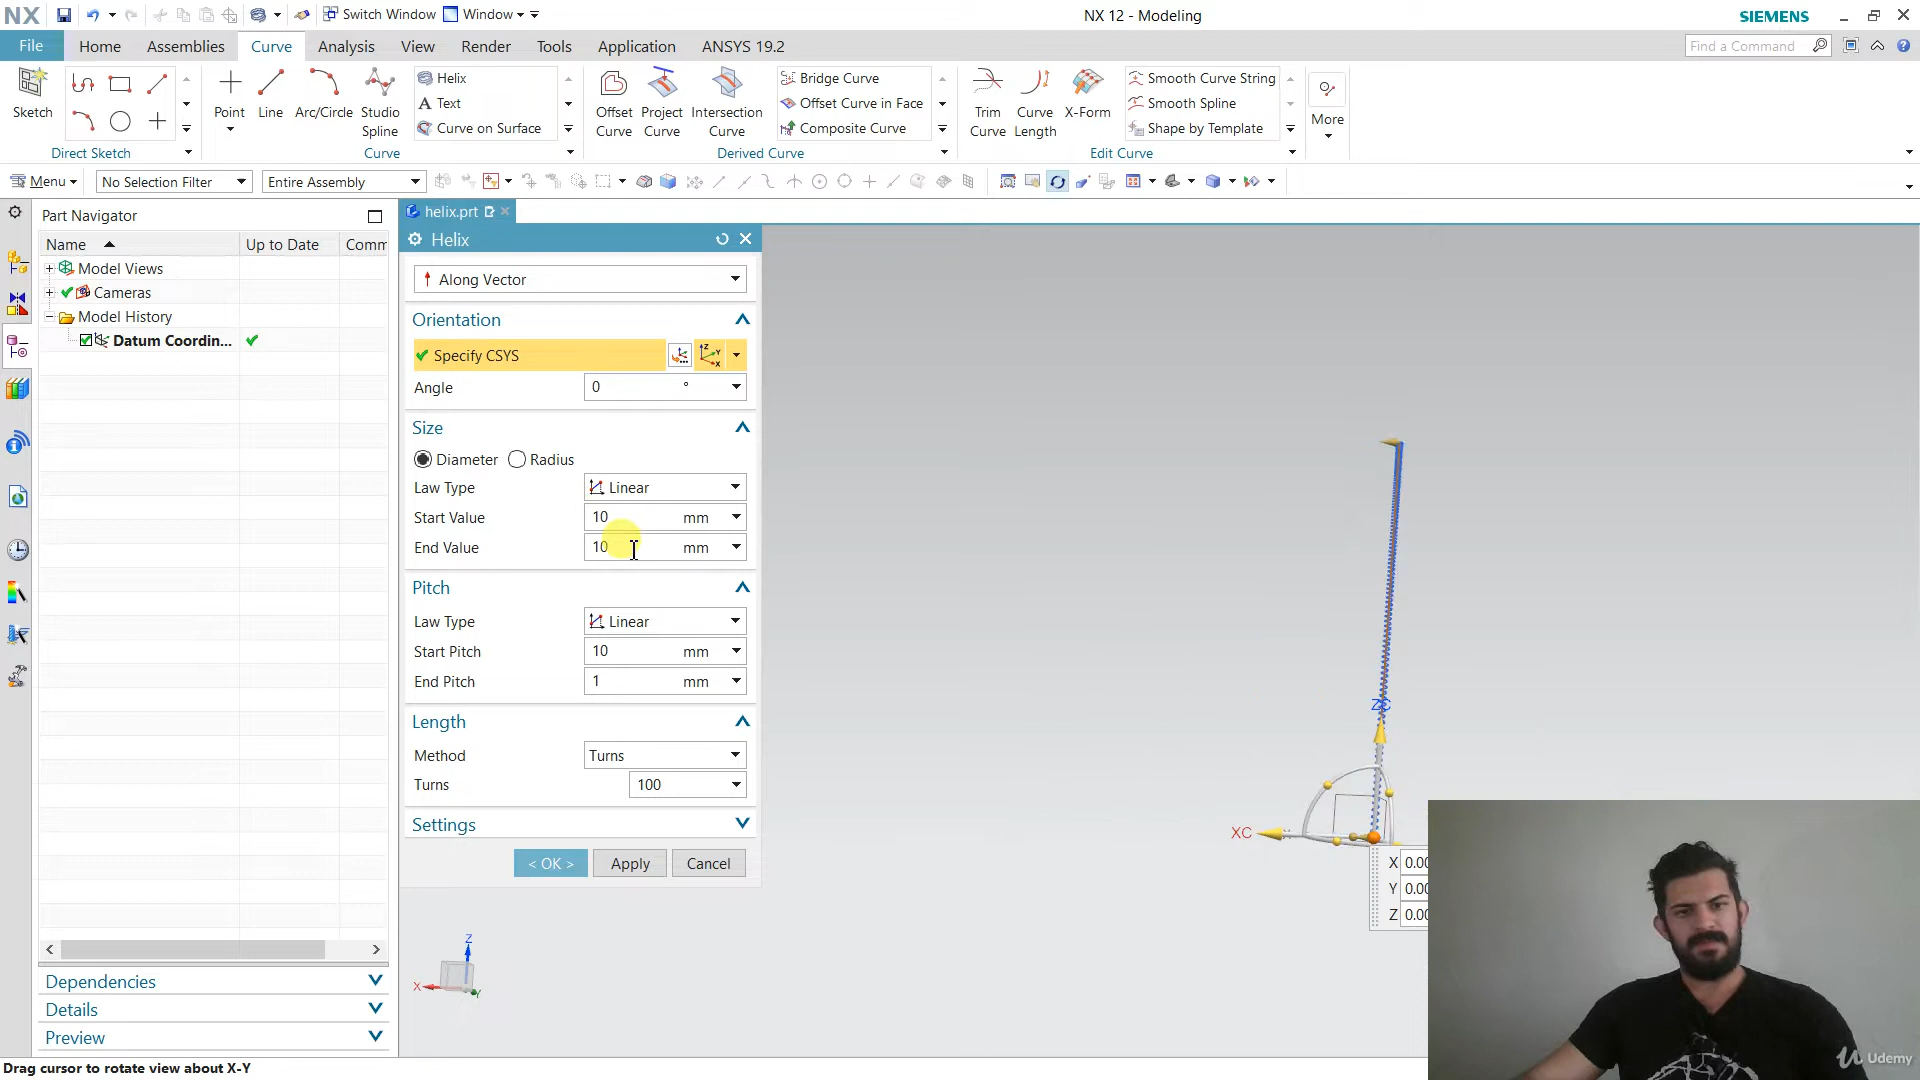 NX Switch Window Window NX 12 - Modeling SIEMENS
File Home Assemblies Curve Analysis View Render Tools Application ANSYS 19.2 Find a Command
Sketch Point Line Arc/Circle Studio Spline Helix Text Curve on Surface Offset Curve Project Curve Intersection Curve Bridge Curve Offset Curve in Face Composite Curve Trim Curve Curve Length X-Form Smooth Curve String Smooth Spline Shape by Template More
Direct Sketch Curve Derived Curve Edit Curve
Menu No Selection Filter Entire Assembly
Part Navigator
Name Up to Date Comm
Model Views
Cameras
Model History
Datum Coordin...
Dependencies
Details
Preview
helix.prt
Helix
Along Vector
Orientation
Specify CSYS
Angle 0 °
Size
Diameter Radius
Law Type Linear
Start Value 10 mm
End Value 10 mm
Pitch
Law Type Linear
Start Pitch 10 mm
End Pitch 1 mm
Length
Method Turns
Turns 100
Settings
< OK > Apply Cancel
XC
X 0.00
Y 0.00
Z 0.00
Z
X
Y
Drag cursor to rotate view about X-Y
Udemy